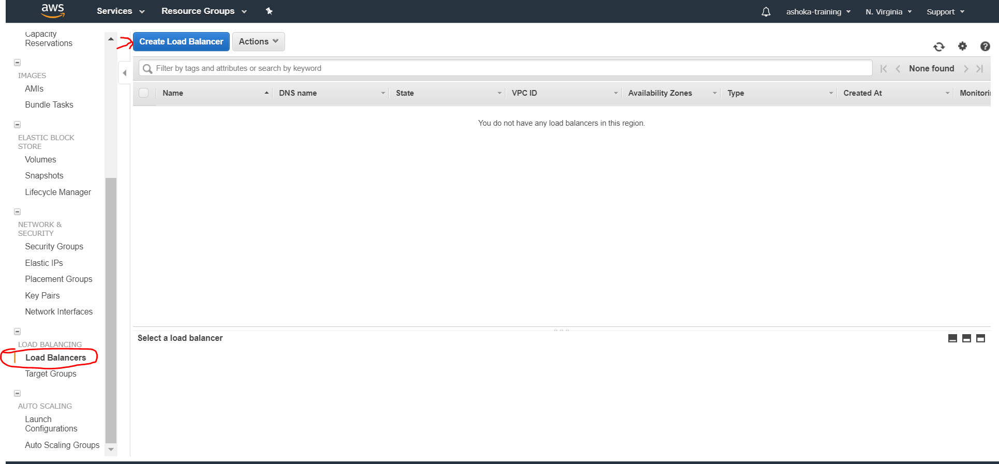 aws Services Resource Groups ashoka-training N. Virginia Support
Capacity
Reservations
IMAGES
AMIs
Bundle Tasks
ELASTIC BLOCK
STORE
Volumes
Snapshots
Lifecycle Manager
NETWORK &
SECURITY
Security Groups
Elastic IPs
Placement Groups
Key Pairs
Network Interfaces
LOAD BALANCING
Load Balancers
Target Groups
AUTO SCALING
Launch
Configurations
Auto Scaling Groups
Create Load Balancer Actions
Filter by tags and attributes or search by keyword None found
Name DNS name State VPC ID Availability Zones Type Created At Monitori
You do not have any load balancers in this region.
Select a load balancer